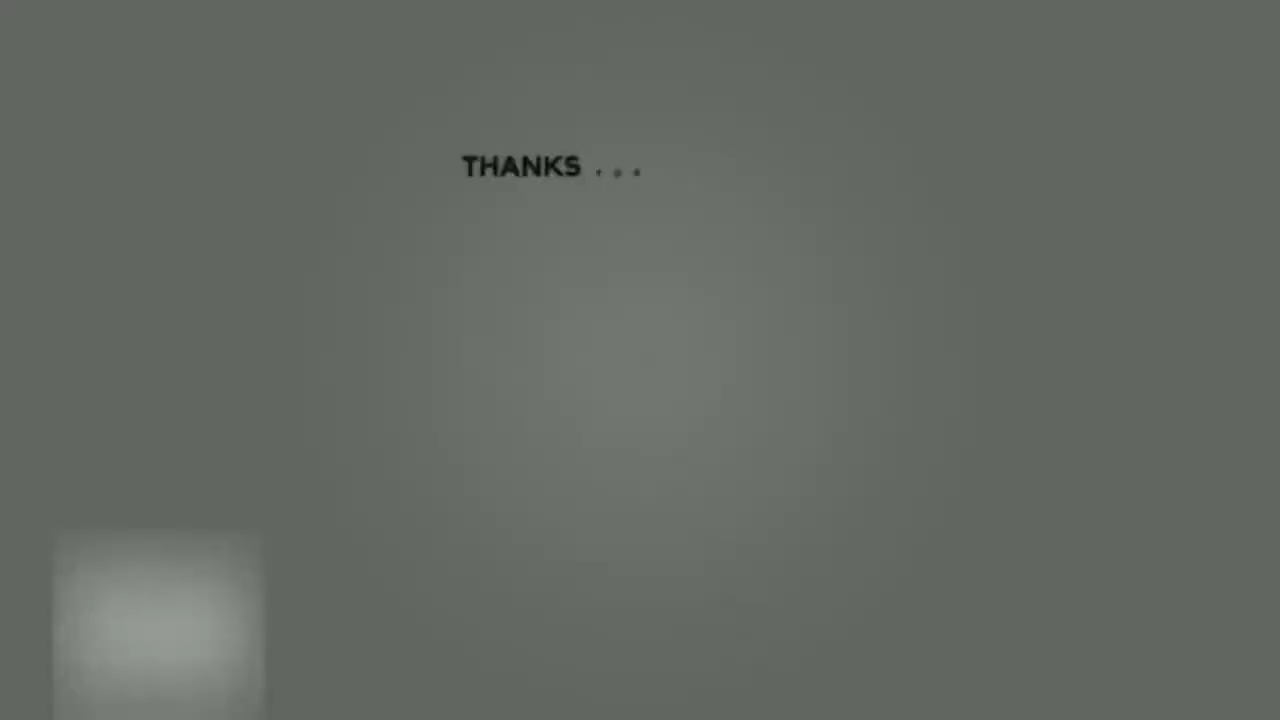 THANKS . . .